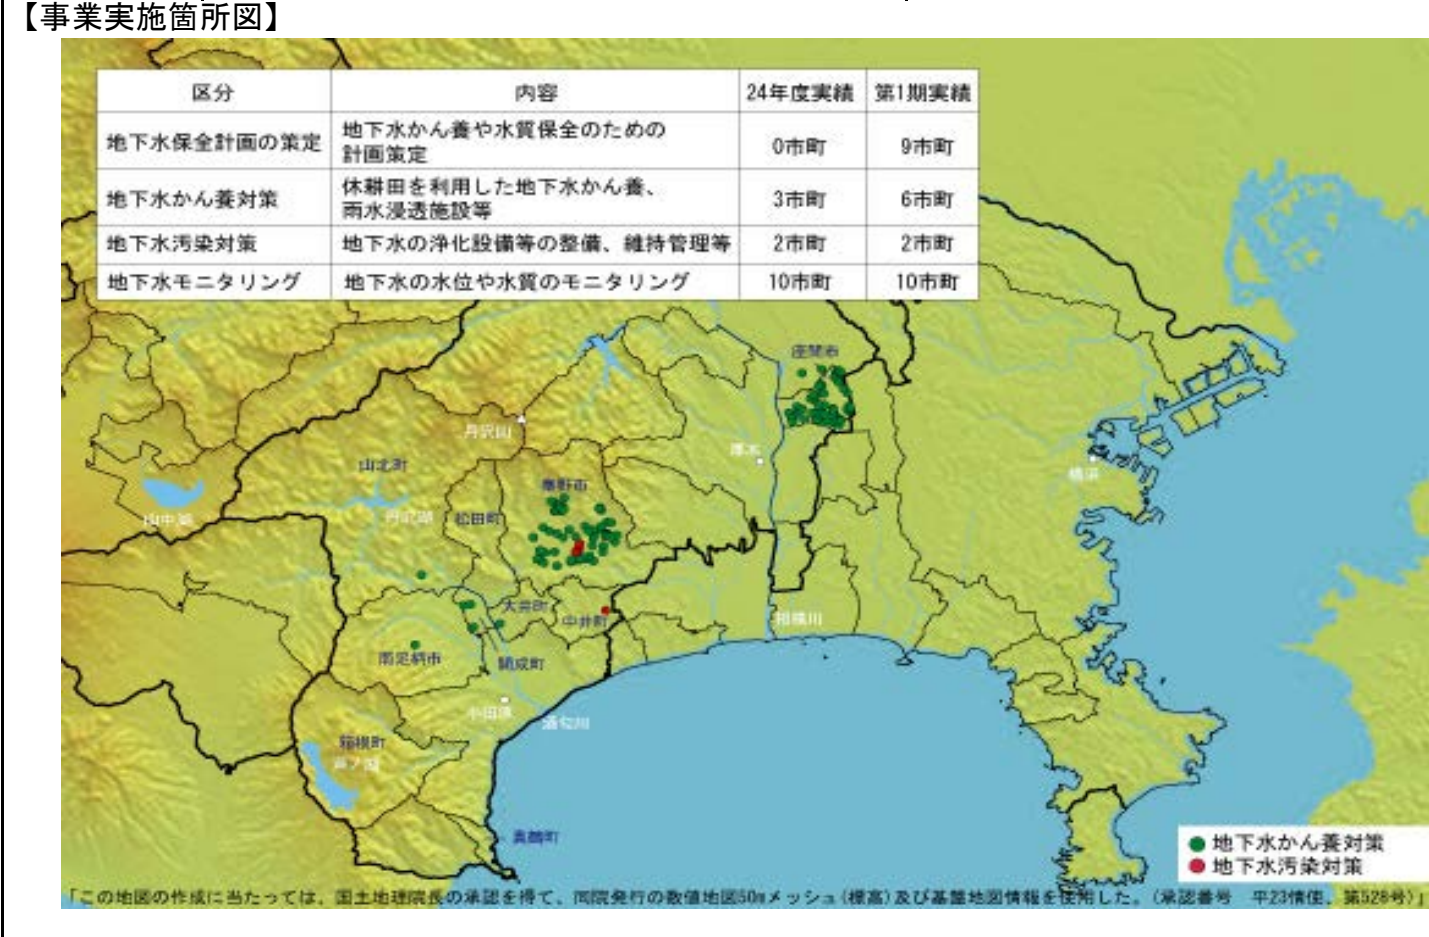 【事業実施箇所図】
区分 内容 24年度実績 第1期実績
地下水保全計画の策定 地下水かん養や水質保全のための
計画策定 0市町 9市町
地下水かん養対策 休耕田を利用した地下水かん養、
雨水浸透施設等 3市町 6市町
地下水汚染対策 地下水の浄化設備等の整備、維持管理等 2市町 2市町
地下水モニタリング 地下水の水位や水質のモニタリング 10市町 10市町
座間市
丹沢山
厚木
山北町
秦野市
横浜
山中湖
丹沢湖
松田町
大井町
中井町
相模川
南足柄市
開成町
小田原
酒匂川
箱根町
芦ノ湖
真鶴町
地下水かん養対策
地下水汚染対策
「この地図の作成に当たっては、国土地理院長の承認を得て、同院発行の数値地図50mメッシュ(標高)及び基盤地図情報を使用した。(承認番号 平23情使、第528号)」